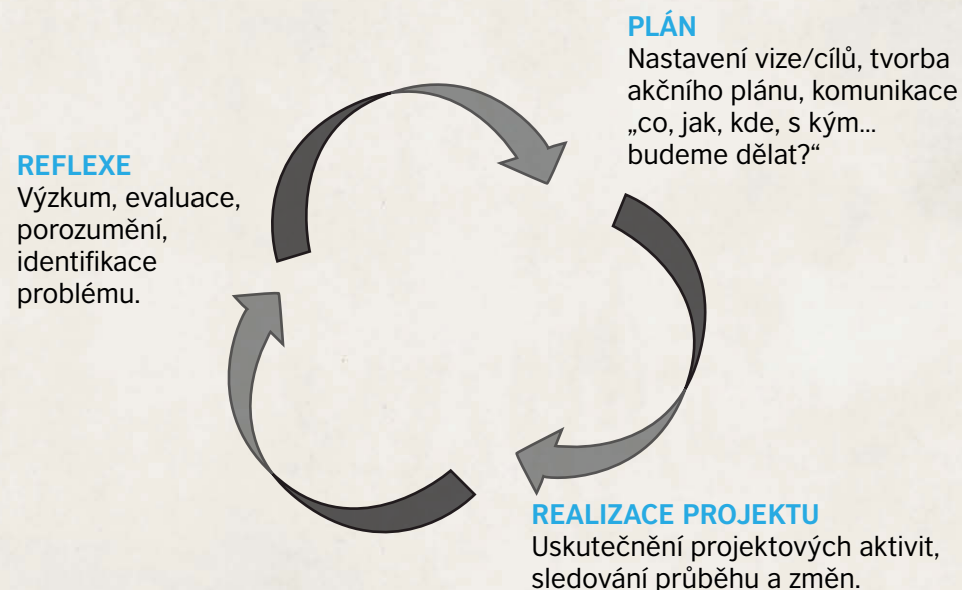 PLÁN
Nastavení vize/cílů, tvorba
akčního plánu, komunikace
„co, jak, kde, s kým...
budeme dělat?“
REFLEXE
Výzkum, evaluace,
porozumění,
identifikace
problému.
REALIZACE PROJEKTU
Uskutečnění projektových aktivit,
sledování průběhu a změn.